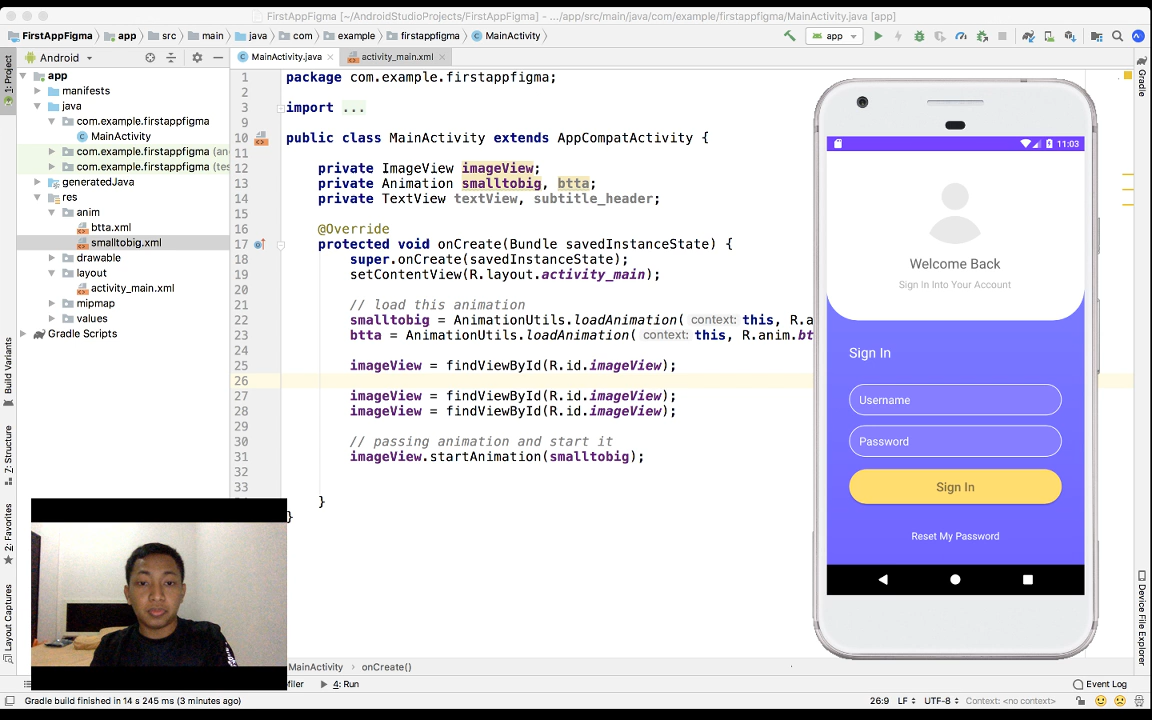 FirstAppFigma [~/AndroidStudioProjects/FirstAppFigma] - .../app/src/main/java/com/example/firstappfigma/MainActivity.java [app]
FirstAppFigma app src main java com example firstappfigma MainActivity app
Android
MainActivity.java activity_main.xml
1: Project
Gradle
app
manifests
java
com.example.firstappfigma
MainActivity
com.example.firstappfigma (an
com.example.firstappfigma (tes
generatedJava
res
anim
btta.xml
smalltobig.xml
drawable
layout
activity_main.xml
mipmap
values
Gradle Scripts
Build Variants
7: Structure
2: Favorites
Layout Captures
1 package com.example.firstappfigma;
2
3 import ...
9
10 public class MainActivity extends AppCompatActivity {
11
12 private ImageView imageView;
13 private Animation smalltobig, btta;
14 private TextView textView, subtitle_header;
15
16 @Override
17 protected void onCreate(Bundle savedInstanceState) {
18 super.onCreate(savedInstanceState);
19 setContentView(R.layout.activity_main);
20
21 // load this animation
22 smalltobig = AnimationUtils.loadAnimation( context: this, R.a
23 btta = AnimationUtils.loadAnimation( context: this, R.anim.bt
24
25 imageView = findViewById(R.id.imageView);
26
27 imageView = findViewById(R.id.imageView);
28 imageView = findViewById(R.id.imageView);
29
30 // passing animation and start it
31 imageView.startAnimation(smalltobig);
32
33
}
}
11:03
Welcome Back
Sign In Into Your Account
Sign In
Username
Password
Sign In
Reset My Password
Device File Explorer
MainActivity onCreate()
filer 4: Run Event Log
Gradle build finished in 14 s 245 ms (3 minutes ago) 26:9 LF UTF-8 Context: <no context>